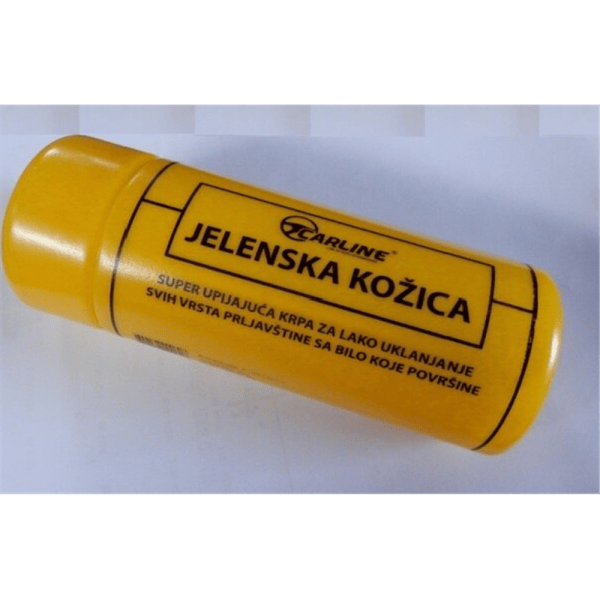 CARLINE®
JELENSKA KOŽICA
SUPER UPIJAJUĆA KRPA ZA LAKO UKLANJANJE
SVIH VRSTA PRLJAVŠTINE SA BILO KOJE POVRŠINE